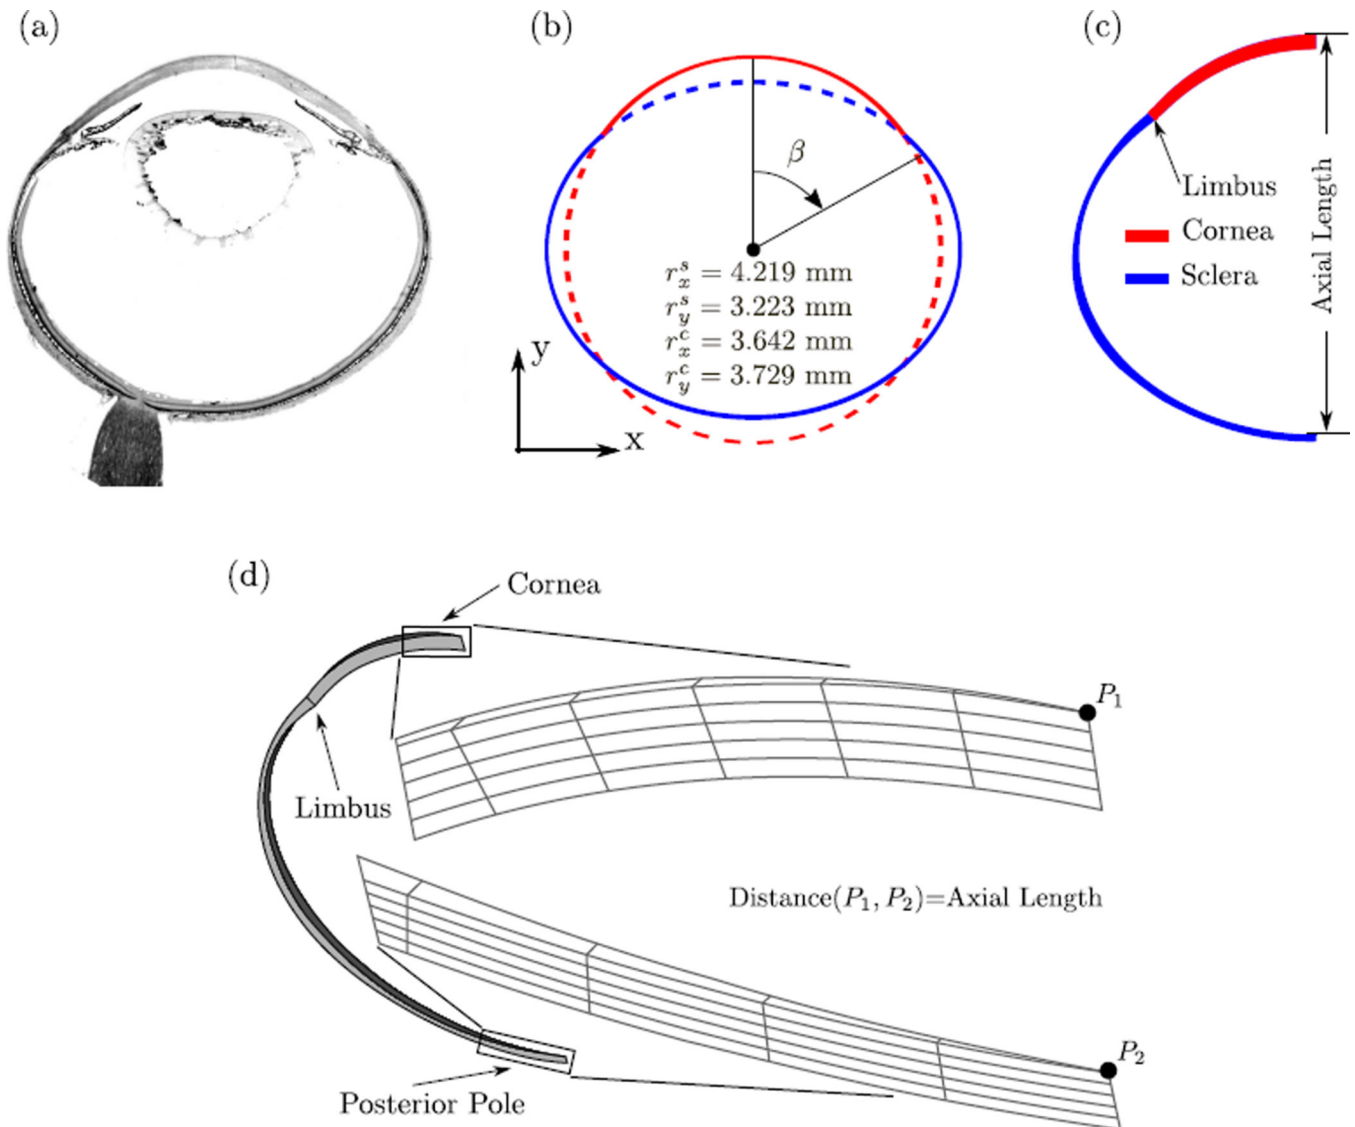 (a)
(b)
β
r_x^s = 4.219 mm
r_y^s = 3.223 mm
r_x^c = 3.642 mm
r_y^c = 3.729 mm
y
x
(c)
Limbus
Cornea
Sclera
Axial Length
(d)
Cornea
Limbus
Posterior Pole
P_1
Distance(P_1, P_2)=Axial Length
P_2